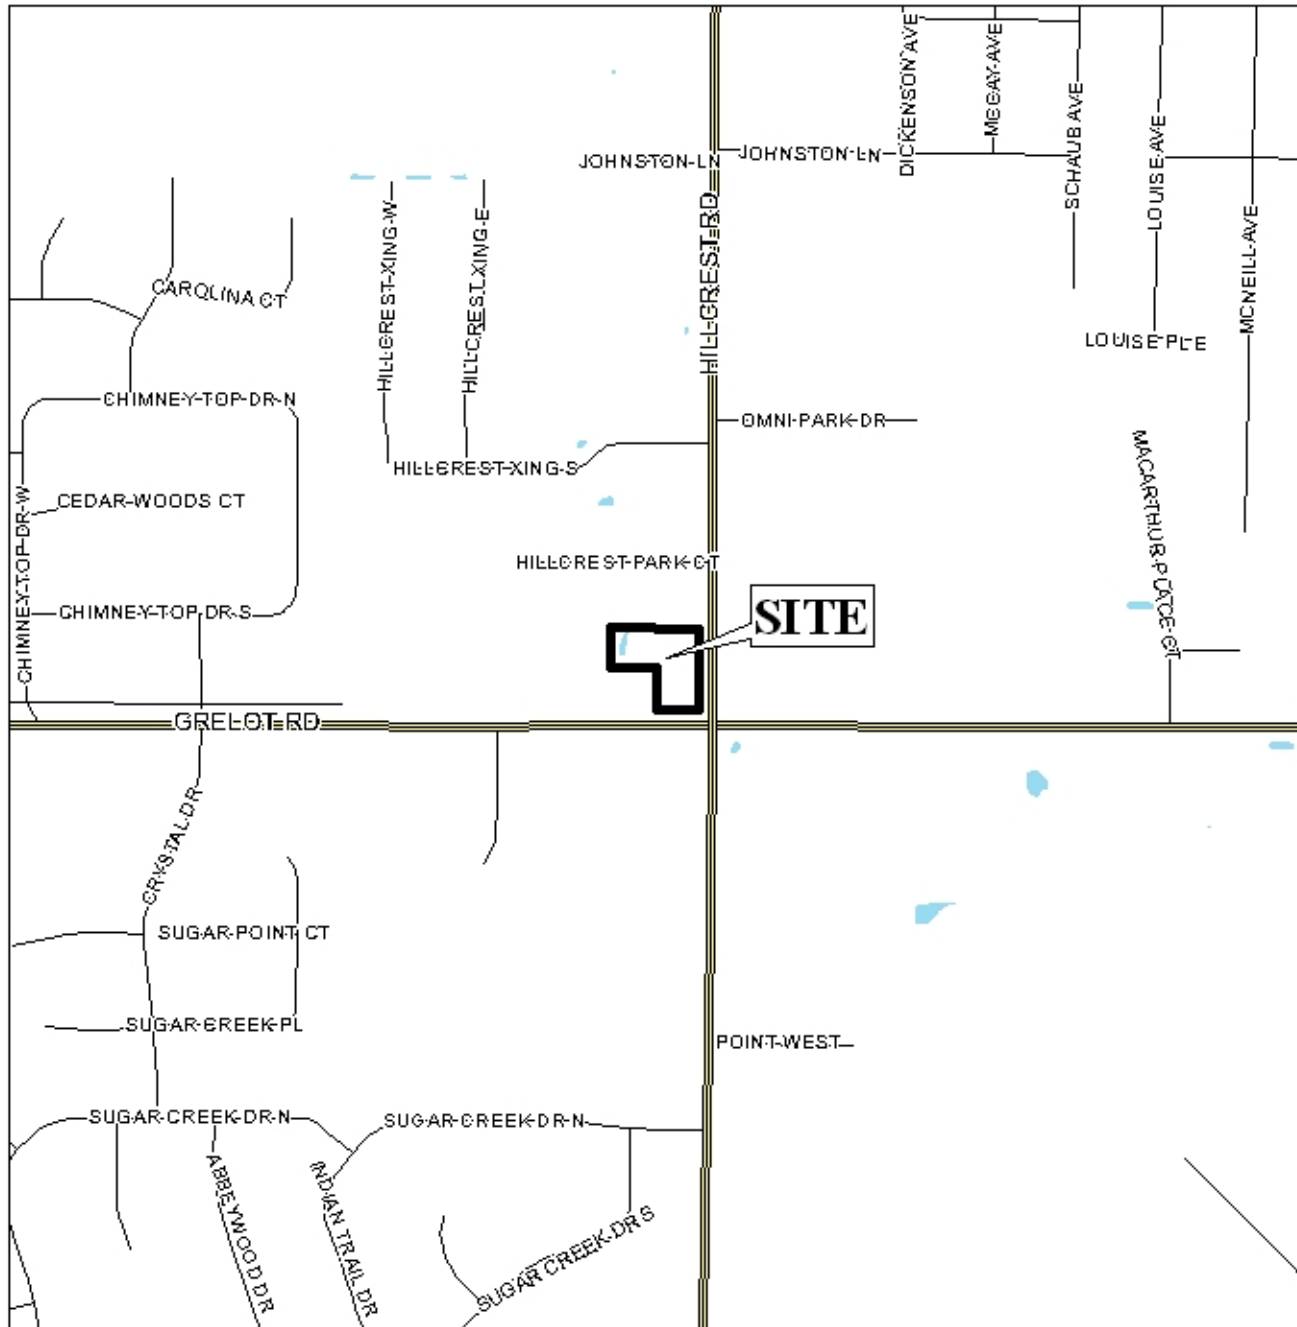 DICKENSON AVE
MCCAY AVE
SCHAUB AVE
LOUISE AVE
MCNEILL AVE
JOHNSTON LN
JOHNSTON LN
HILLCREST RD
HILLCREST XING W
HILLCREST XING E
CAROLINA CT
LOUISE PL E
CHIMNEY TOP DR N
OMNI PARK DR
HILLCREST XING S
CEDAR WOODS CT
CHIMNEY TOP DR W
MACARTHUR PLACE CT
HILLCREST PARK CT
CHIMNEY TOP DR S
SITE
GRELOT RD
CRYSTAL DR
SUGAR POINT CT
SUGAR CREEK PL
POINT WEST
SUGAR CREEK DR N
SUGAR CREEK DR N
ABBEYWOOD DR
INDIAN TRAIL DR
SUGAR CREEK DR S